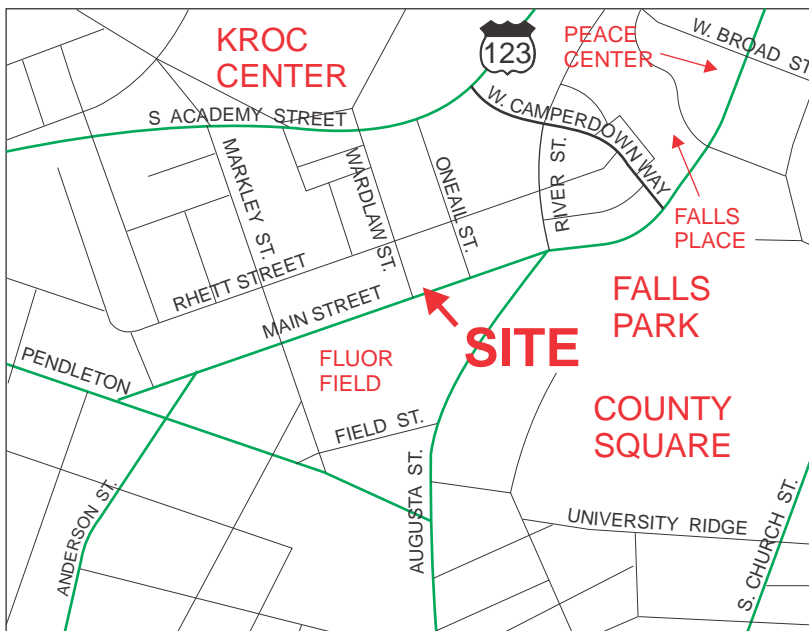 KROC
CENTER
123
PEACE
CENTER
W. BROAD ST
S ACADEMY STREET
W. CAMPERDOWN WAY
MARKLEY ST.
WARDLAW ST.
ONEAIL ST.
RIVER ST.
FALLS
PLACE
RHETT STREET
MAIN STREET
FALLS
PARK
SITE
PENDLETON
FLUOR
FIELD
COUNTY
SQUARE
FIELD ST.
ANDERSON ST.
AUGUSTA ST.
UNIVERSITY RIDGE
S. CHURCH ST.